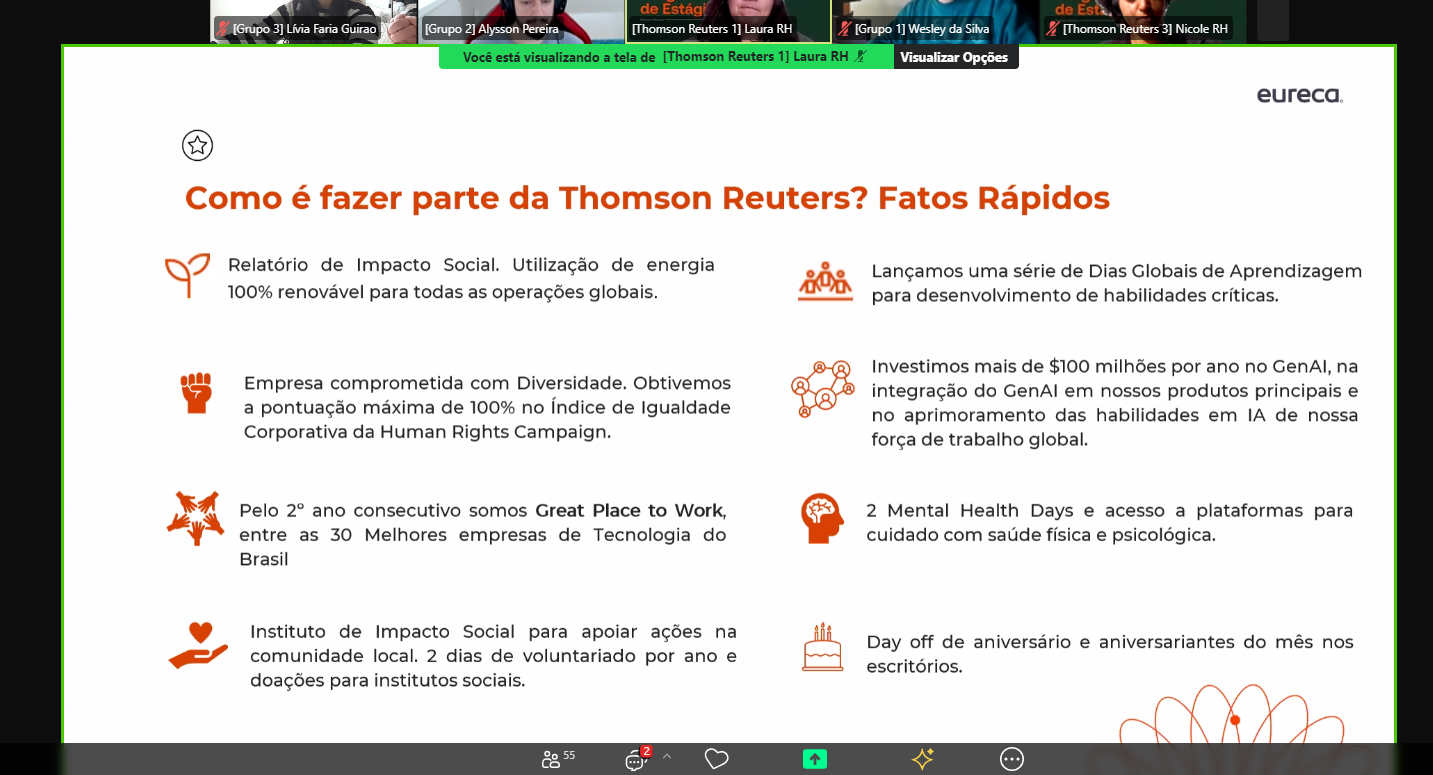 de Estági
de Est
[Grupo 3] Lívia Faria Guirao
[Grupo 2] Alysson Pereira
[Thomson Reuters 1] Laura RH
[Grupo 1] Wesley da Silva
[Thomson Reuters 3] Nicole RH
Você está visualizando a tela de [Thomson Reuters 1] Laura RH
Visualizar Opções
eureca
Como é fazer parte da Thomson Reuters? Fatos Rápidos
Relatório de Impacto Social. Utilização de energia
100% renovável para todas as operações globais.
Empresa comprometida com Diversidade. Obtivemos
a pontuação máxima de 100% no Índice de Igualdade
Corporativa da Human Rights Campaign.
Pelo 2º ano consecutivo somos Great Place to Work,
entre as 30 Melhores empresas de Tecnologia do
Brasil
Instituto de Impacto Social para apoiar ações na
comunidade local. 2 dias de voluntariado por ano e
doações para institutos sociais.
Lançamos uma série de Dias Globais de Aprendizagem
para desenvolvimento de habilidades críticas.
Investimos mais de $100 milhões por ano no GenAI, na
integração do GenAI em nossos produtos principais e
no aprimoramento das habilidades em IA de nossa
força de trabalho global.
2 Mental Health Days e acesso a plataformas para
cuidado com saúde física e psicológica.
Day off de aniversário e aniversariantes do mês nos
escritórios.
55
2